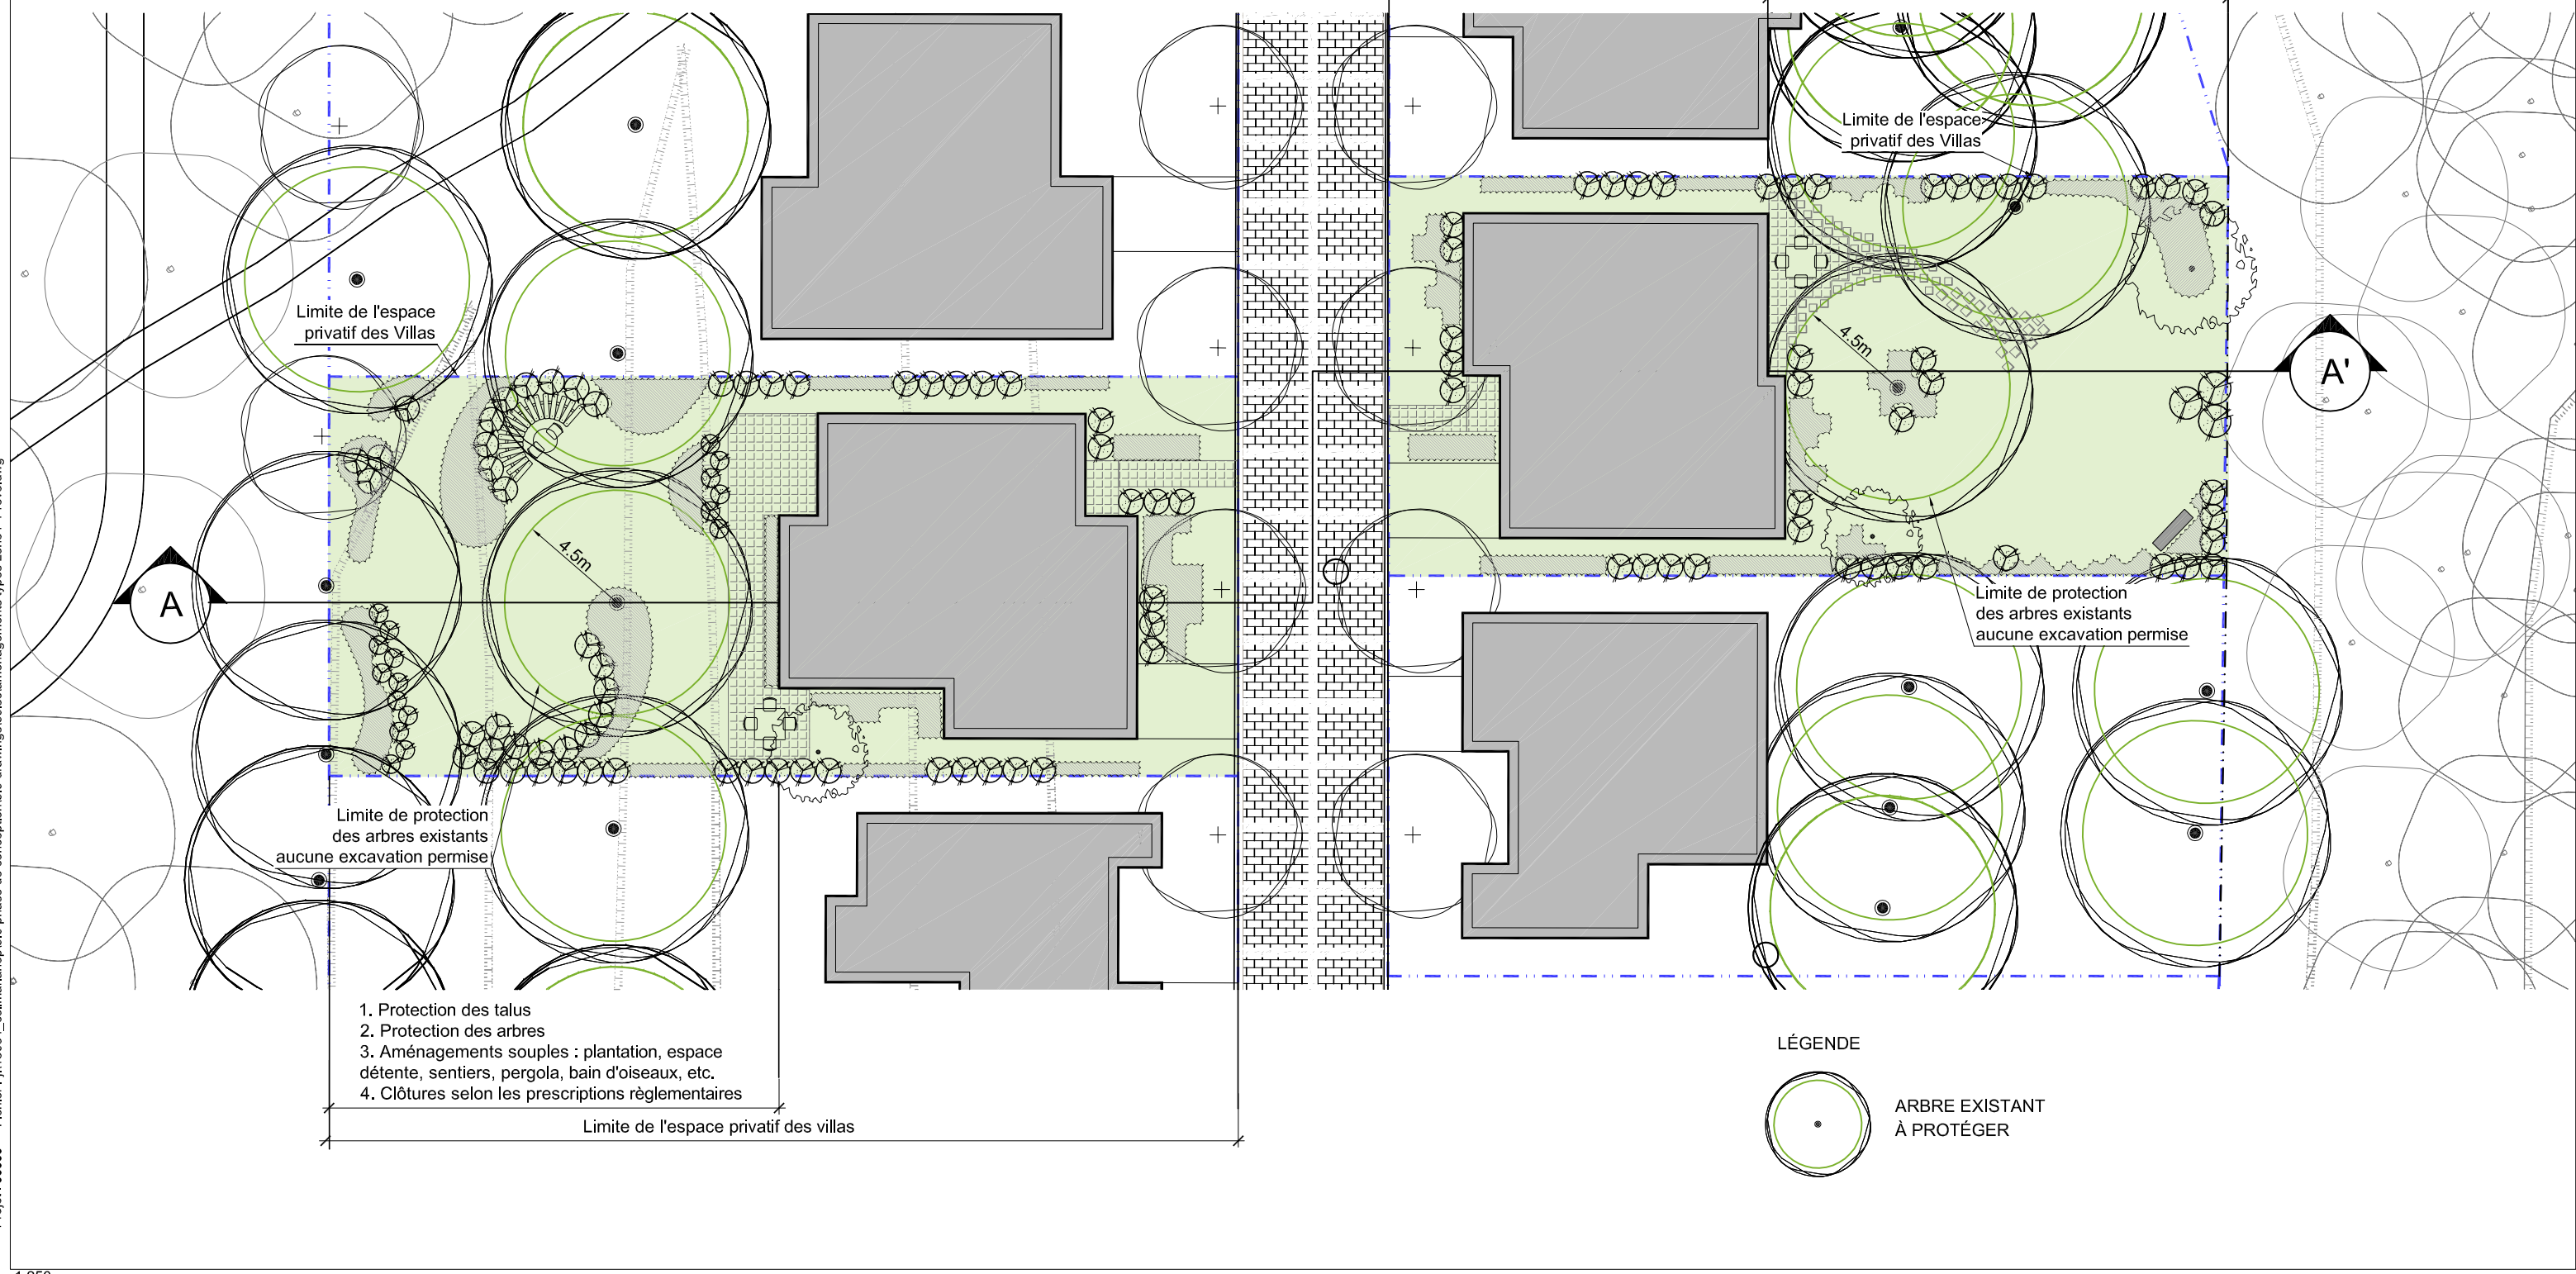 Limite de l'espace
privatif des Villas
Limite de l'espace
privatif des Villas
4.5m
4.5m
A
A'
Limite de protection
des arbres existants
aucune excavation permise
Limite de protection
des arbres existants
aucune excavation permise
1. Protection des talus
2. Protection des arbres
3. Aménagements souples : plantation, espace
détente, sentiers, pergola, bain d'oiseaux, etc.
4. Clôtures selon les prescriptions règlementaires
Limite de l'espace privatif des villas
LÉGENDE
ARBRE EXISTANT
À PROTÉGER